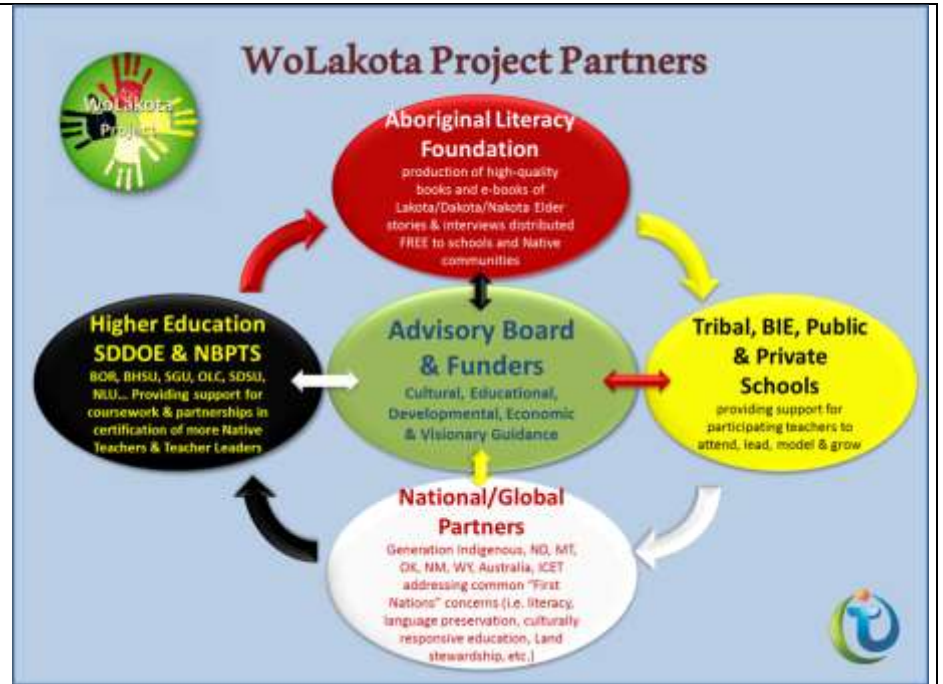 WoLakota Project Partners
WoLakota
Project
Aboriginal Literacy
Foundation
production of high-quality
books and e-books of
Lakota/Dakota/Nakota Elder
stories & interviews distributed
FREE to schools and Native
communities
Higher Education
SDDOE & NBPTS
BOR, BHSU, SGU, OLC, SDSU,
NLU... Providing support for
coursework & partnerships in
certification of more Native
Teachers & Teacher Leaders
Advisory Board
& Funders
Cultural, Educational,
Developmental, Economic
& Visionary Guidance
Tribal, BIE, Public
& Private
Schools
providing support for
participating teachers to
attend, lead, model & grow
National/Global
Partners
Generation Indigenous, ND, MT,
OK, NM, WY, Australia, ICET
addressing common "First
Nations" concerns (i.e. literacy,
language preservation, culturally
responsive education, Land
stewardship, etc.)